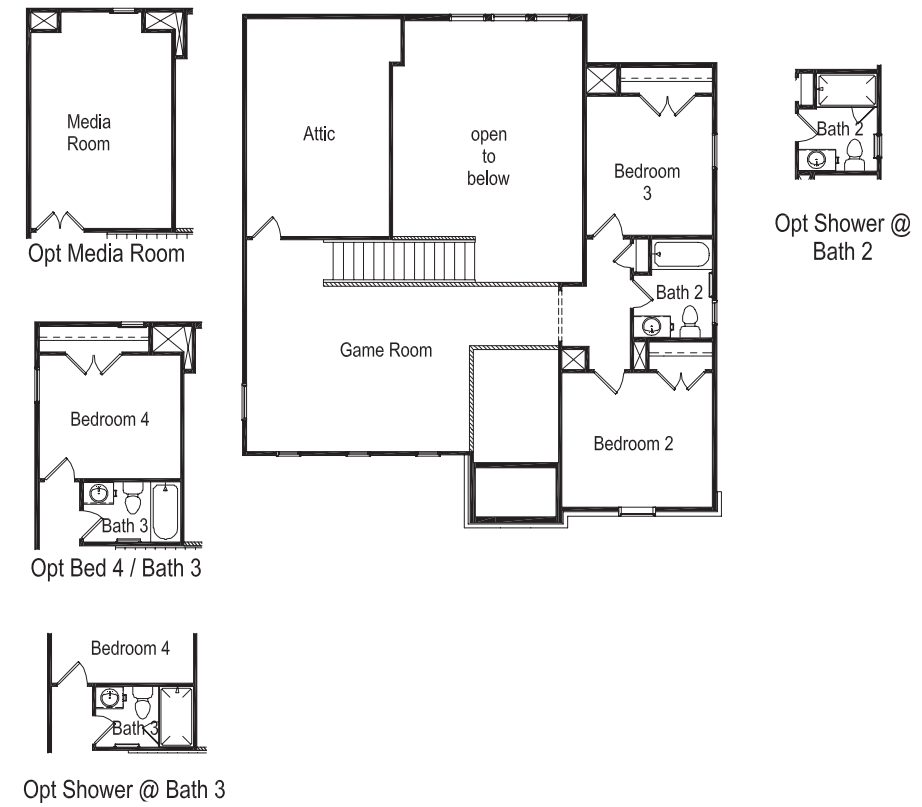 Media
Room
Opt Media Room
Attic
open
to
below
Bedroom
3
Bath 2
Game Room
Bedroom 2
Bath 2
Opt Shower @
Bath 2
Bedroom 4
Bath 3
Opt Bed 4 / Bath 3
Bedroom 4
Bath 3
Opt Shower @ Bath 3